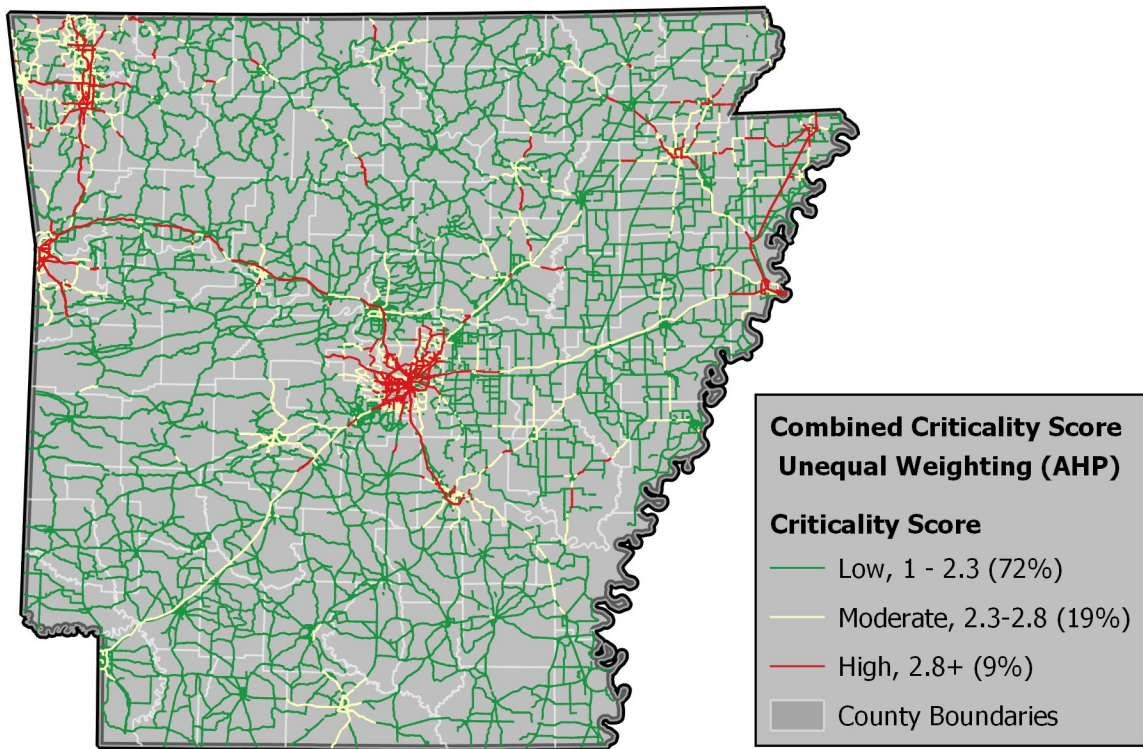 Combined Criticality Score
Unequal Weighting (AHP)
Criticality Score
Low, 1 - 2.3 (72%)
Moderate, 2.3-2.8 (19%)
High, 2.8+ (9%)
County Boundaries